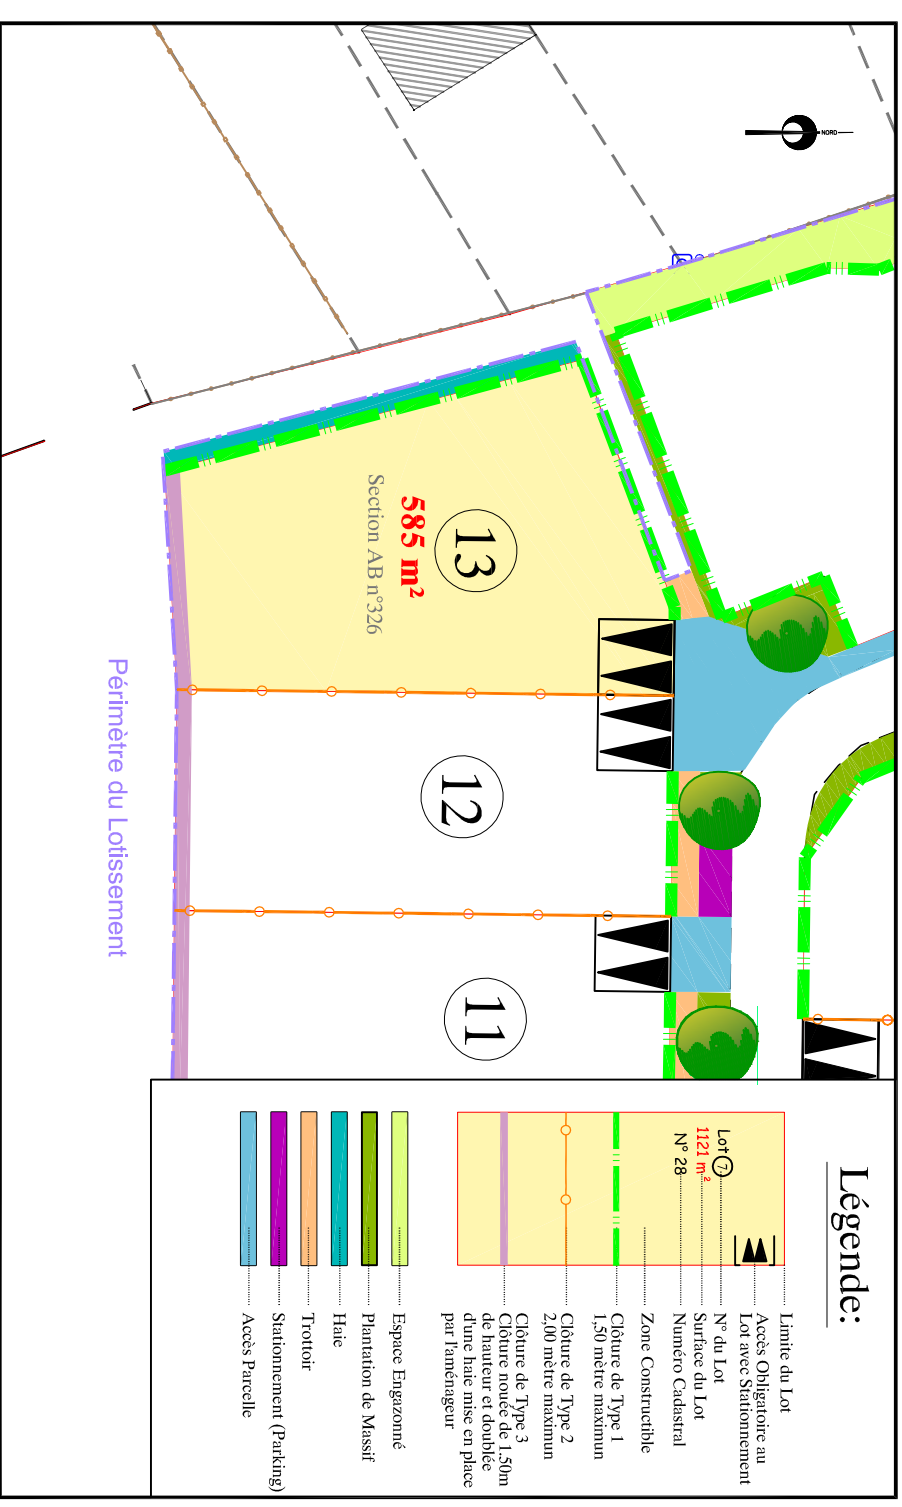 NORD
13
585 m²
Section AB n°326
12
11
Périmètre du Lotissement
Légende:
Lot 7
1121 m²
N° 28
Limite du Lot
Accès Obligatoire au
Lot avec Stationnement
N° du Lot
Surface du Lot
Numéro Cadastral
Zone Constructible
Clôture de Type 1
1,50 mètre maximun
Clôture de Type 2
2,00 mètre maximun
Clôture de Type 3
Clôture nouée de 1.50m
de hauteur et doublée
d'une haie mise en place
par l'aménageur
Espace Engazonné
Plantation de Massif
Haie
Trottoir
Stationnement (Parking)
Accès Parcelle